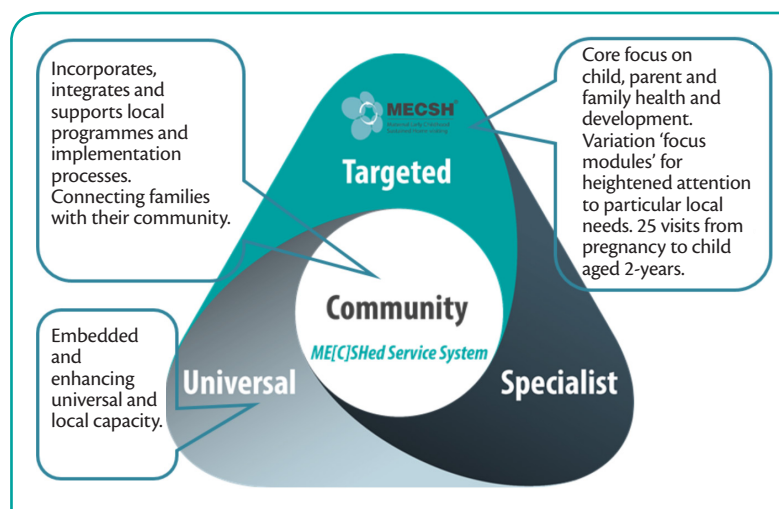 Incorporates,
integrates and
supports local
programmes and
implementation
processes.
Connecting families
with their community.
Core focus on
child, parent and
family health and
development.
Variation ‘focus
modules’ for
heightened attention
to particular local
needs. 25 visits from
pregnancy to child
aged 2-years.
MECSH®
Targeted
Community
ME[C]SHed Service System
Embedded
and
enhancing
universal and
local capacity.
Universal
Specialist